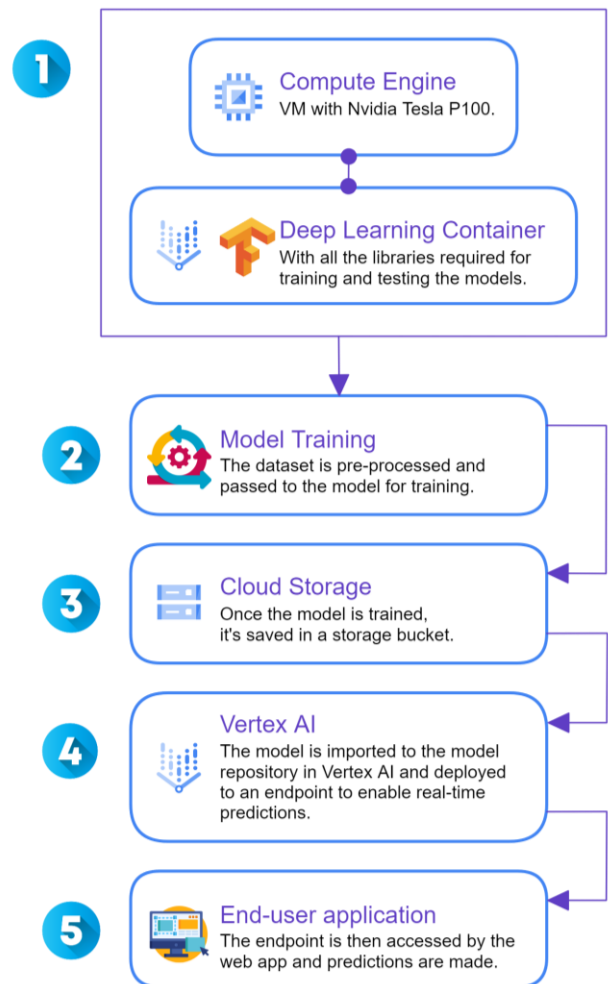 1
Compute Engine
VM with Nvidia Tesla P100.
Deep Learning Container
With all the libraries required for
training and testing the models.
2
Model Training
The dataset is pre-processed and
passed to the model for training.
3
Cloud Storage
Once the model is trained,
it's saved in a storage bucket.
4
Vertex AI
The model is imported to the model
repository in Vertex AI and deployed
to an endpoint to enable real-time
predictions.
5
End-user application
The endpoint is then accessed by the
web app and predictions are made.